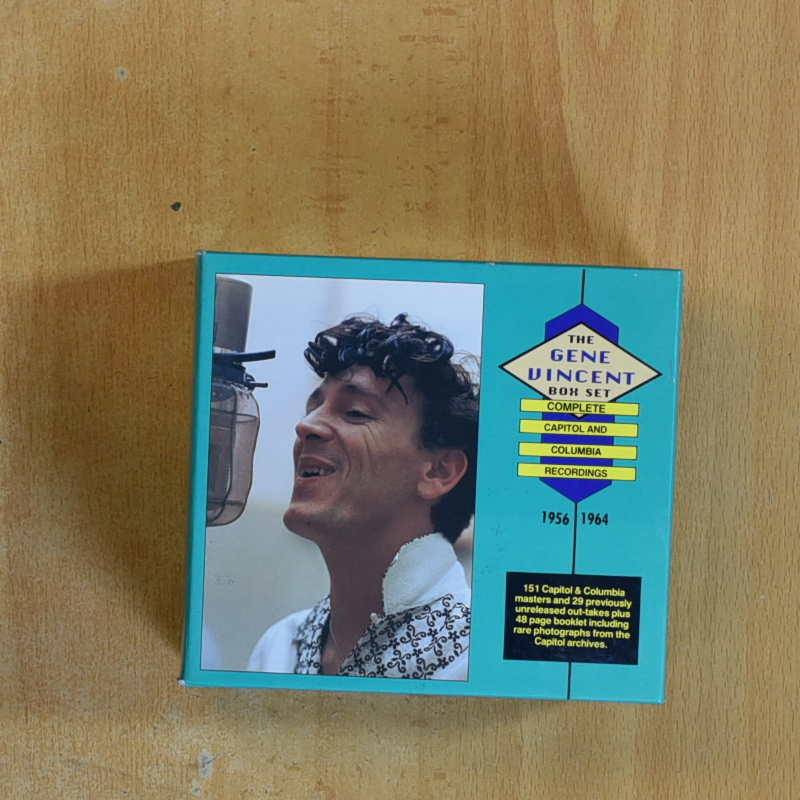 THE
GENE
VINCENT
BOX SET
COMPLETE
CAPITOL AND
COLUMBIA
RECORDINGS
1956 1964
151 Capitol & Columbia
masters and 29 previously
unreleased out-takes plus
48 page booklet including
rare photographs from the
Capitol archives.